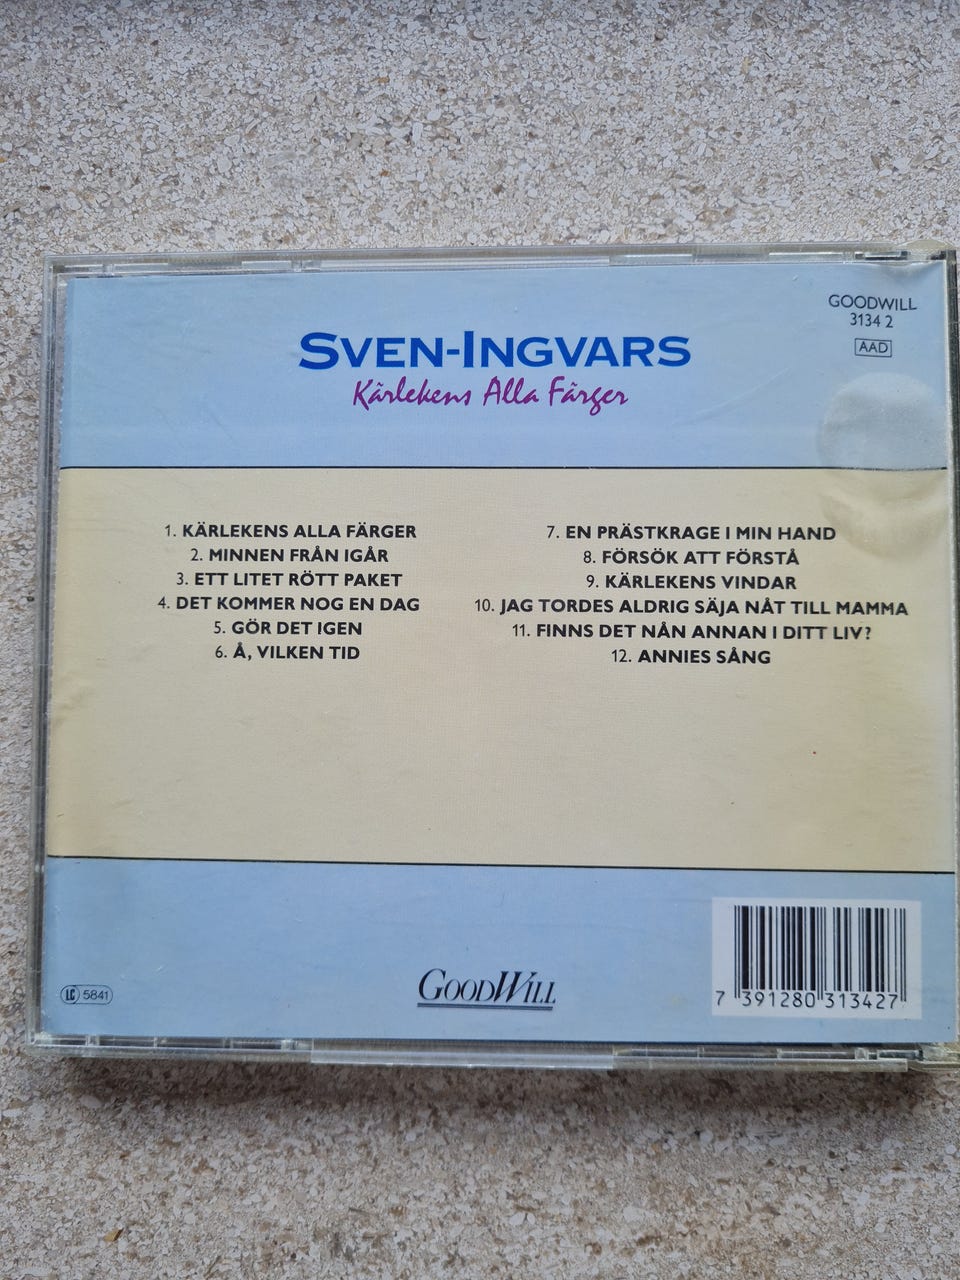 GOODWILL
3134 2
AAD
SVEN-INGVARS
Kärlekens Alla Färger
1. KÄRLEKENS ALLA FÄRGER
2. MINNEN FRÅN IGÅR
3. ETT LITET RÖTT PAKET
4. DET KOMMER NOG EN DAG
5. GÖR DET IGEN
6. Å, VILKEN TID
7. EN PRÄSTKRAGE I MIN HAND
8. FÖRSÖK ATT FÖRSTÅ
9. KÄRLEKENS VINDAR
10. JAG TORDES ALDRIG SÄJA NÅT TILL MAMMA
11. FINNS DET NÅN ANNAN I DITT LIV?
12. ANNIES SÅNG
LC 5841
GOODWILL
7 391280 313427